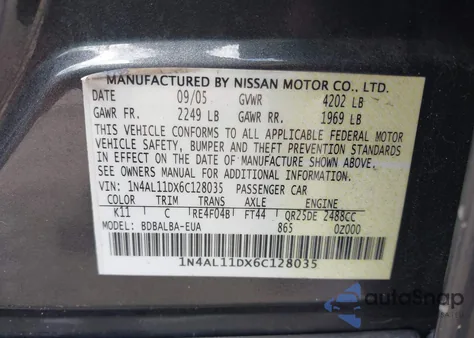 MANUFACTURED BY NISSAN MOTOR CO., LTD.
DATE 09/05 GVWR 4202 LB
GAWR FR. 2249 LB GAWR RR. 1969 LB
THIS VEHICLE CONFORMS TO ALL APPLICABLE FEDERAL MOTOR
VEHICLE SAFETY, BUMPER AND THEFT PREVENTION STANDARDS
IN EFFECT ON THE DATE OF MANUFACTURE SHOWN ABOVE.
SEE OWNERS MANUAL FOR ADDITIONAL INFORMATION.
VIN: 1N4AL11DX6C128035 PASSENGER CAR
COLOR TRIM TRANS AXLE ENGINE
K11 C RE4F04B FT44 QR25DE 2488CC
MODEL: BDBALBA-EUA 865 0Z000
1N4AL11DX6C128035
autoSnap